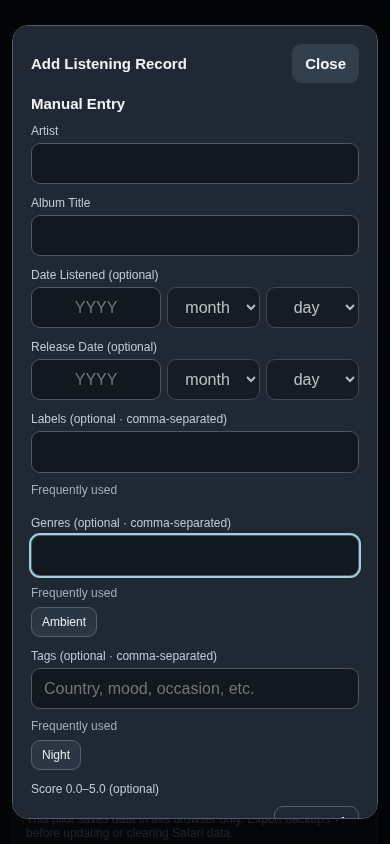 Add Listening Record
Close
Manual Entry
Artist
Album Title
Date Listened (optional)
YYYY month day
Release Date (optional)
YYYY month day
Labels (optional · comma-separated)
Frequently used
Genres (optional · comma-separated)
Frequently used
Ambient
Tags (optional · comma-separated)
Country, mood, occasion, etc.
Frequently used
Night
Score 0.0–5.0 (optional)
This pilot saves data in this browser only. Export backups
before updating or clearing Safari data.